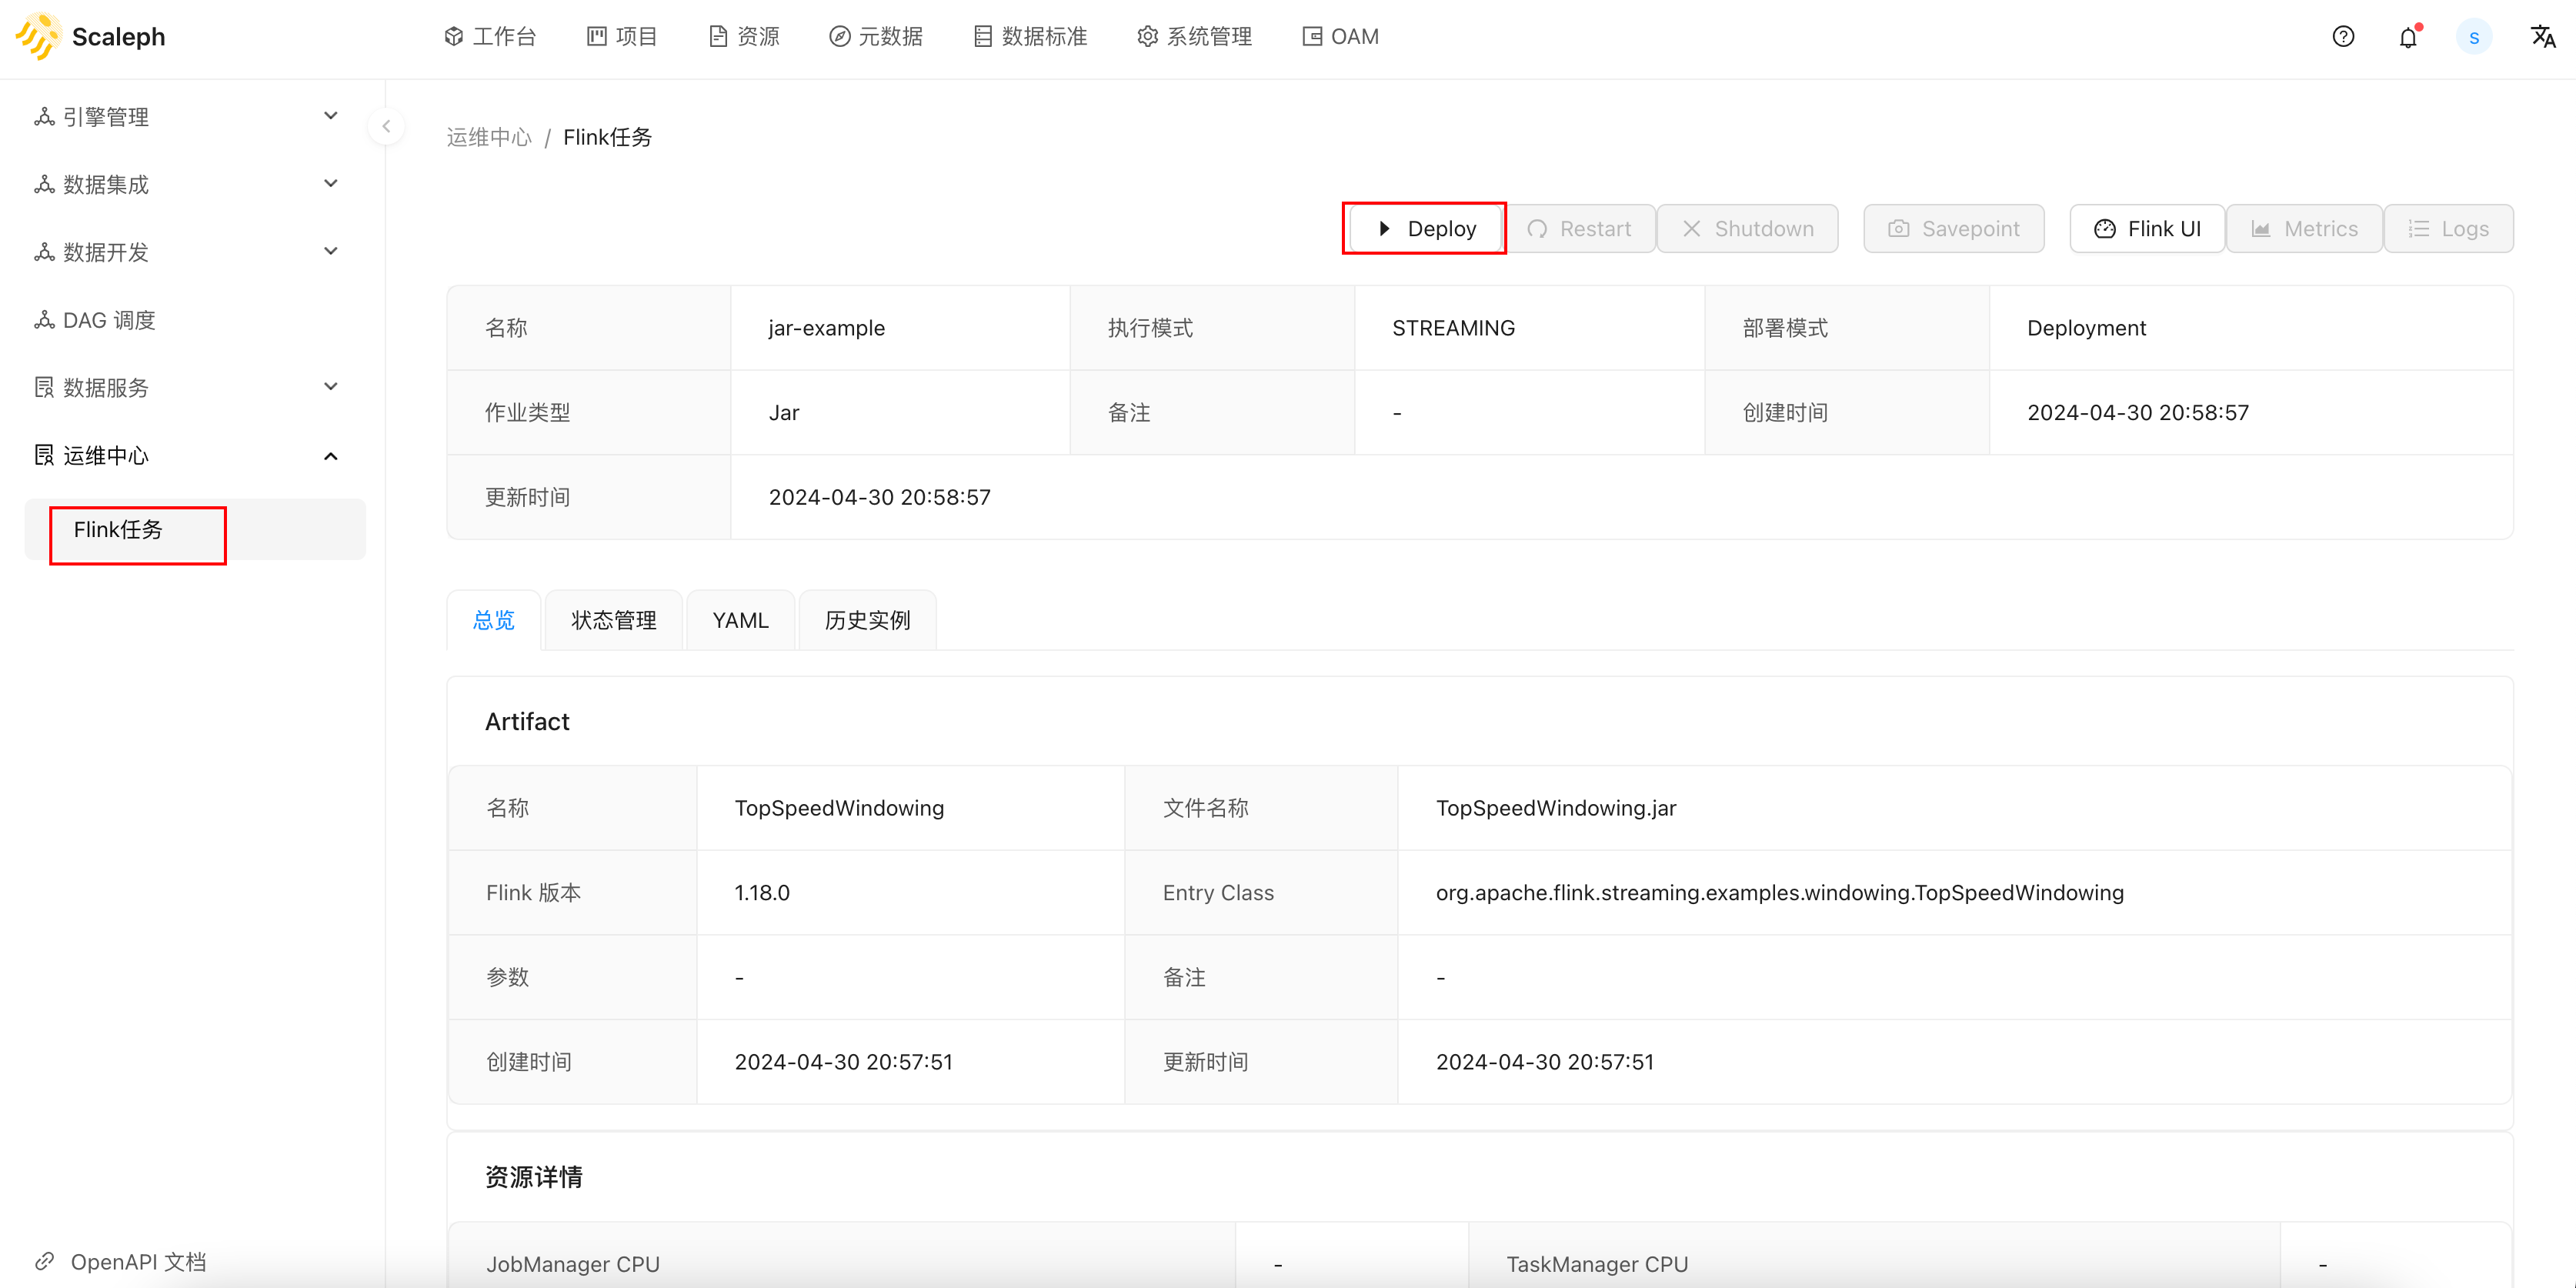 Scaleph
工作台 项目 资源 元数据 数据标准 系统管理 OAM
s
引擎管理
数据集成
数据开发
DAG 调度
数据服务
运维中心
Flink任务
OpenAPI 文档
运维中心 / Flink任务
Deploy Restart Shutdown Savepoint Flink UI Metrics Logs
名称 jar-example 执行模式 STREAMING 部署模式 Deployment
作业类型 Jar 备注 - 创建时间 2024-04-30 20:58:57
更新时间 2024-04-30 20:58:57
总览 状态管理 YAML 历史实例
Artifact
名称 TopSpeedWindowing 文件名称 TopSpeedWindowing.jar
Flink 版本 1.18.0 Entry Class org.apache.flink.streaming.examples.windowing.TopSpeedWindowing
参数 - 备注 -
创建时间 2024-04-30 20:57:51 更新时间 2024-04-30 20:57:51
资源详情
JobManager CPU - TaskManager CPU -